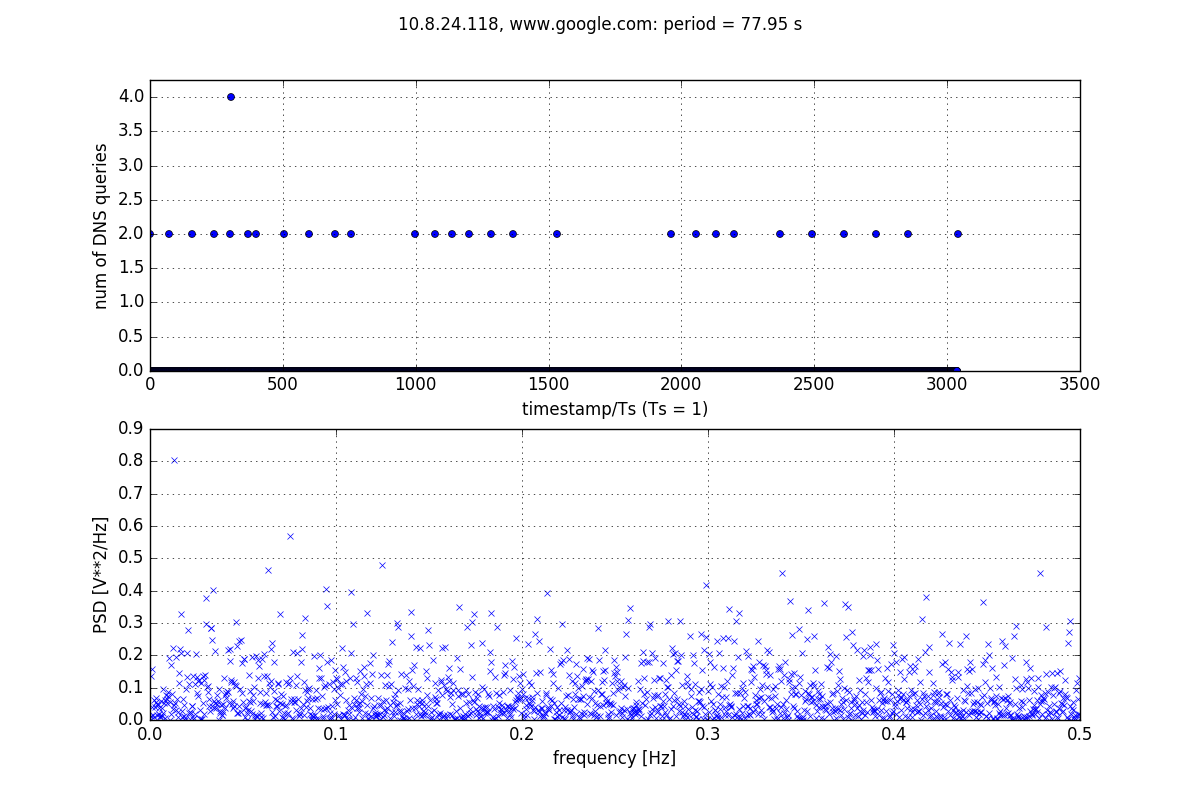 10.8.24.118, www.google.com: period = 77.95 s
4.0
3.5
3.0
2.5
2.0
1.5
1.0
0.5
0.0
num of DNS queries
0 500 1000 1500 2000 2500 3000 3500
timestamp/Ts (Ts = 1)
0.9
0.8
0.7
0.6
0.5
0.4
0.3
0.2
0.1
0.0
PSD [V**2/Hz]
0.0 0.1 0.2 0.3 0.4 0.5
frequency [Hz]